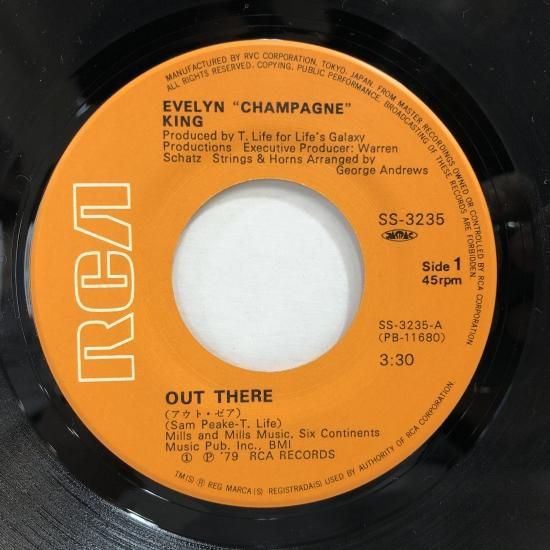 MANUFACTURED BY RVC CORPORATION, TOKYO, JAPAN FROM MASTER RECORDINGS OWNED OR CONTROLLED BY RCA CORPORATION.
ALL RIGHTS RESERVED. COPYING, PUBLIC PERFORMANCE, BROADCASTING OF THESE RECORDS ARE FORBIDDEN.
EVELYN "CHAMPAGNE"
KING
Produced by T. Life for Life's Galaxy
Productions Executive Producer: Warren
Schatz Strings & Horns Arranged by
George Andrews
RCA
SS-3235
Side 1
45rpm
SS-3235-A
(PB-11680)
3:30
OUT THERE
(アウト・ゼア)
(Sam Peake-T. Life)
Mills and Mills Music, Six Continents
Music Pub. Inc., BMI
① Ⓟ '79 RCA RECORDS
TM(S) ® REG MARCA(S) REGISTRADA(S) USED BY AUTHORITY OF RCA CORPORATION.